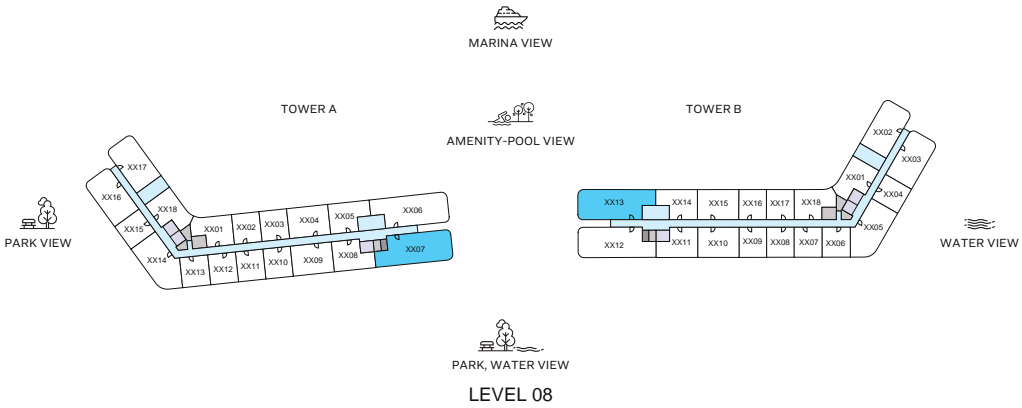 MARINA VIEW
TOWER A
TOWER B
AMENITY-POOL VIEW
PARK VIEW
WATER VIEW
XX17
XX16
XX18
XX15
XX14
XX01
XX02
XX03
XX04
XX05
XX06
XX13
XX12
XX11
XX10
XX09
XX08
XX07
XX02
XX03
XX01
XX04
XX05
XX13
XX14
XX15
XX16
XX17
XX18
XX12
XX11
XX10
XX09
XX08
XX07
XX06
PARK, WATER VIEW
LEVEL 08